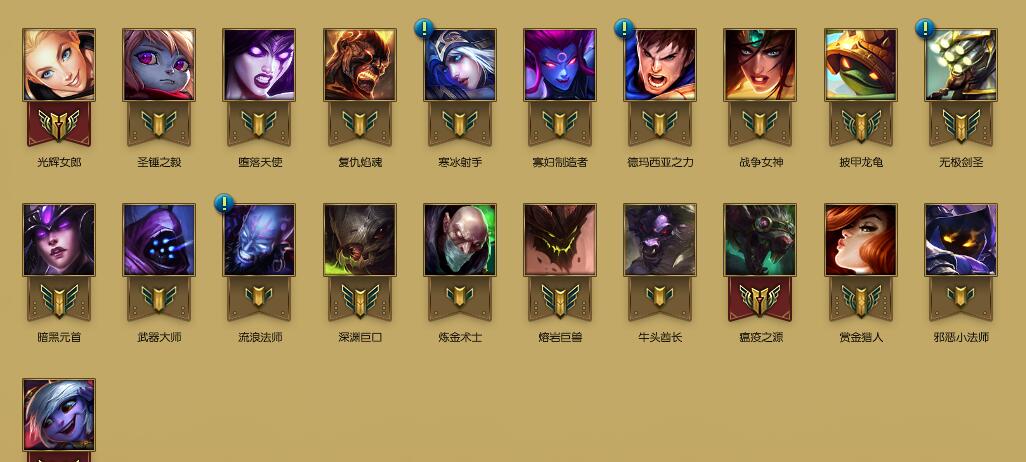 光辉女郎 圣锤之毅 堕落天使 复仇焰魂 寒冰射手 寡妇制造者 德玛西亚之力 战争女神 披甲龙龟 无极剑圣
暗黑元首 武器大师 流浪法师 深渊巨口 炼金术士 熔岩巨兽 牛头酋长 瘟疫之源 赏金猎人 邪恶小法师